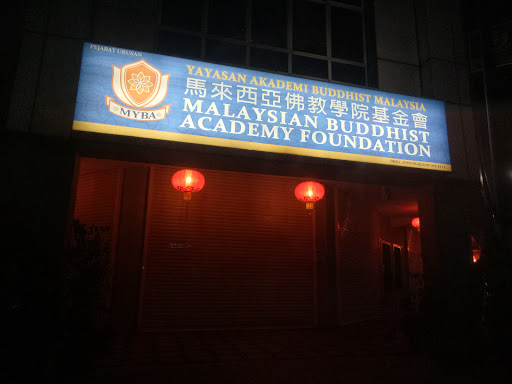 PEJABAT URUSAN
YAYASAN AKADEMI BUDDHIST MALAYSIA
馬來西亞佛教學院基金會
MALAYSIAN BUDDHIST
ACADEMY FOUNDATION
MYBA